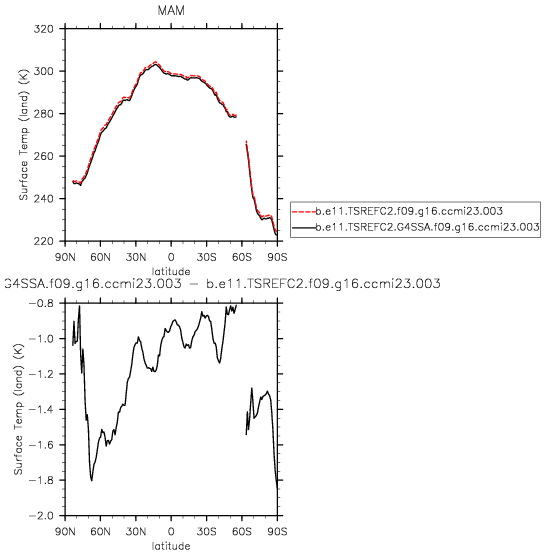 MAM
320
300
280
260
240
220
Surface Temp (land) (K)
90N 60N 30N 0 30S 60S 90S
latitude
b.e11.TSREFC2.f09.g16.ccmi23.003
b.e11.TSREFC2.G4SSA.f09.g16.ccmi23.003
G4SSA.f09.g16.ccmi23.003 − b.e11.TSREFC2.f09.g16.ccmi23.003
−0.8
−1.0
−1.2
−1.4
−1.6
−1.8
−2.0
Surface Temp (land) (K)
90N 60N 30N 0 30S 60S 90S
latitude